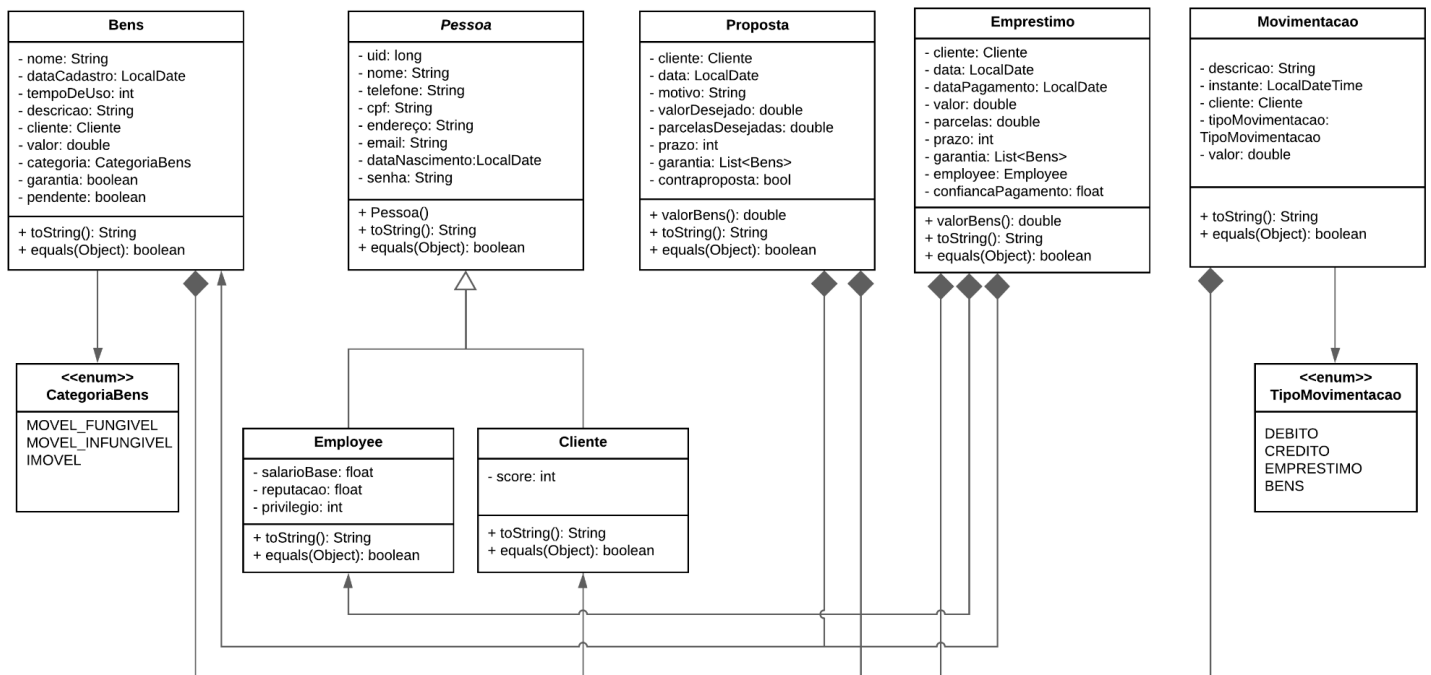 Bens
- nome: String
- dataCadastro: LocalDate
- tempoDeUso: int
- descricao: String
- cliente: Cliente
- valor: double
- categoria: CategoriaBens
- garantia: boolean
- pendente: boolean
+ toString(): String
+ equals(Object): boolean
Pessoa
- uid: long
- nome: String
- telefone: String
- cpf: String
- endereço: String
- email: String
- dataNascimento:LocalDate
- senha: String
+ Pessoa()
+ toString(): String
+ equals(Object): boolean
Proposta
- cliente: Cliente
- data: LocalDate
- motivo: String
- valorDesejado: double
- parcelasDesejadas: double
- prazo: int
- garantia: List<Bens>
- contraproposta: bool
+ valorBens(): double
+ toString(): String
+ equals(Object): boolean
Emprestimo
- cliente: Cliente
- data: LocalDate
- dataPagamento: LocalDate
- valor: double
- parcelas: double
- prazo: int
- garantia: List<Bens>
- employee: Employee
- confiancaPagamento: float
+ valorBens(): double
+ toString(): String
+ equals(Object): boolean
Movimentacao
- descricao: String
- instante: LocalDateTime
- cliente: Cliente
- tipoMovimentacao:
TipoMovimentacao
- valor: double
+ toString(): String
+ equals(Object): boolean
<<enum>>
CategoriaBens
MOVEL_FUNGIVEL
MOVEL_INFUNGIVEL
IMOVEL
Employee
- salarioBase: float
- reputacao: float
- privilegio: int
+ toString(): String
+ equals(Object): boolean
Cliente
- score: int
+ toString(): String
+ equals(Object): boolean
<<enum>>
TipoMovimentacao
DEBITO
CREDITO
EMPRESTIMO
BENS